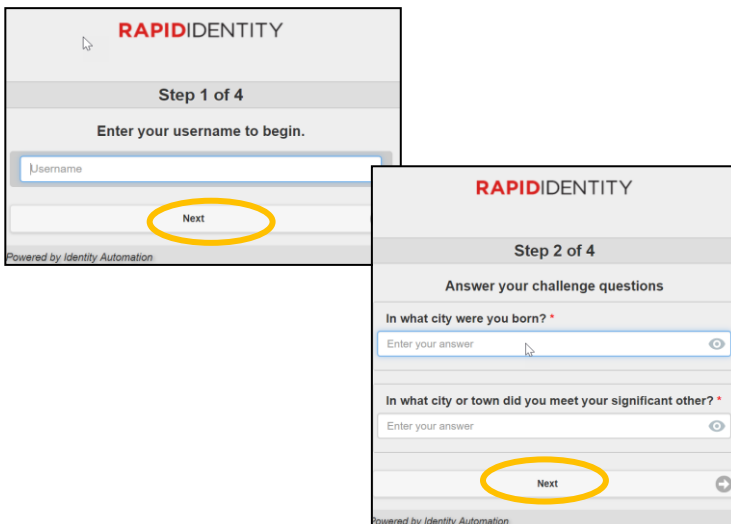 RAPIDIDENTITY
Step 1 of 4
Enter your username to begin.
Username
Next
Powered by Identity Automation
RAPIDIDENTITY
Step 2 of 4
Answer your challenge questions
In what city were you born? *
Enter your answer
In what city or town did you meet your significant other? *
Enter your answer
Next
Powered by Identity Automation